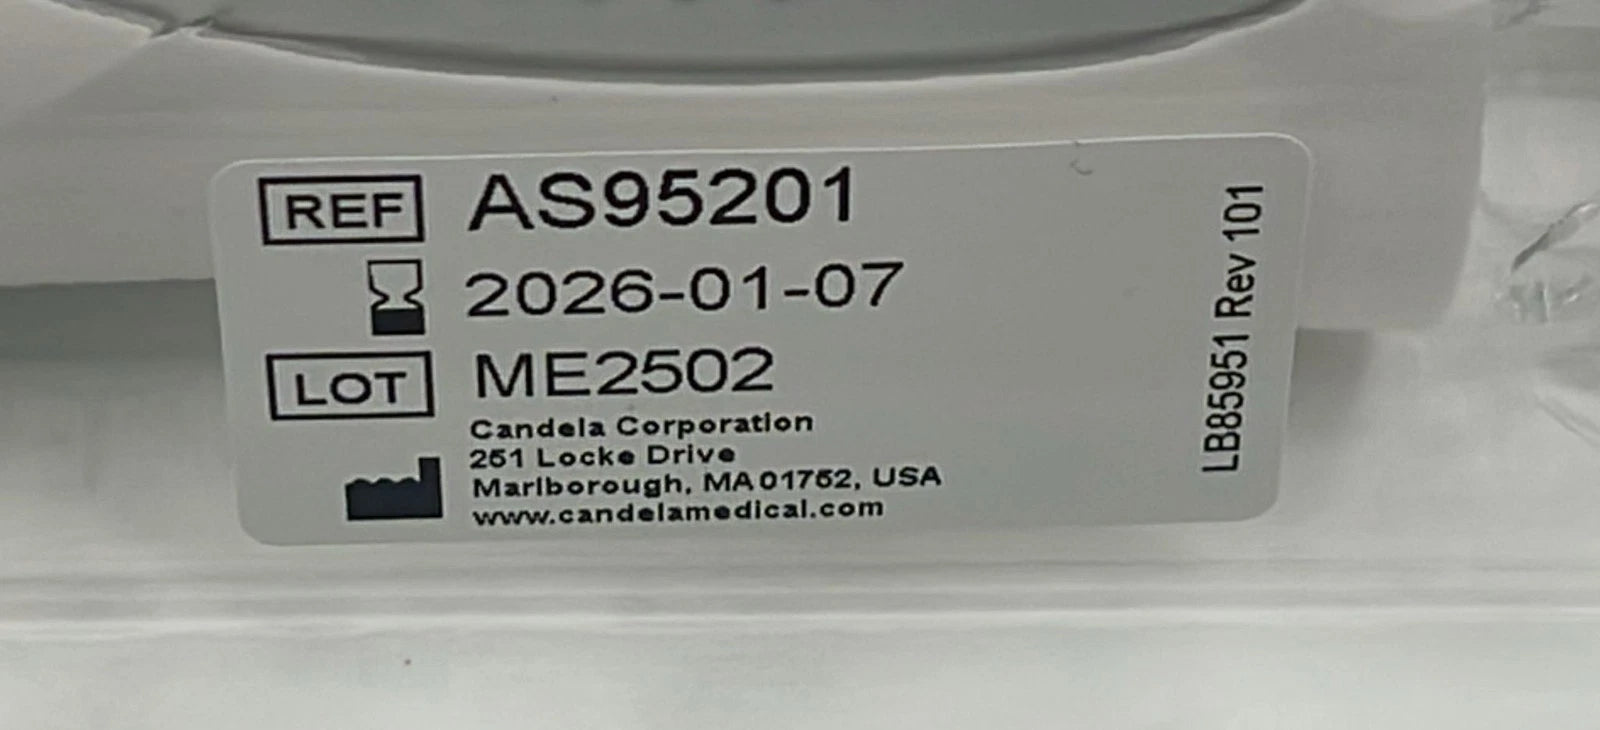 REF AS95201
2026-01-07
LOT ME2502
Candela Corporation
251 Locke Drive
Marlborough, MA 01752, USA
www.candelamedical.com
LB85951 Rev 101